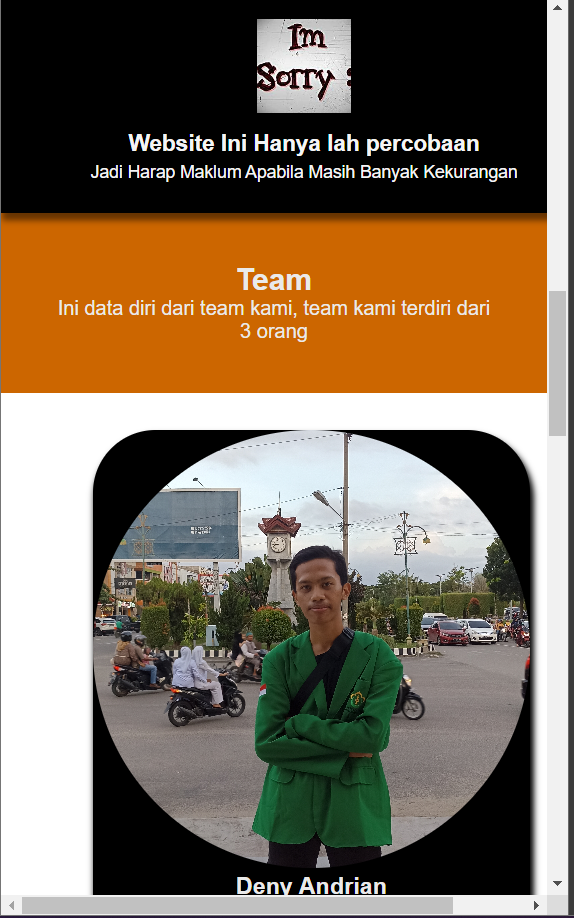 Im
Sorry :
Website Ini Hanya lah percobaan
Jadi Harap Maklum Apabila Masih Banyak Kekurangan
Team
Ini data diri dari team kami, team kami terdiri dari
3 orang
Deny Andrian